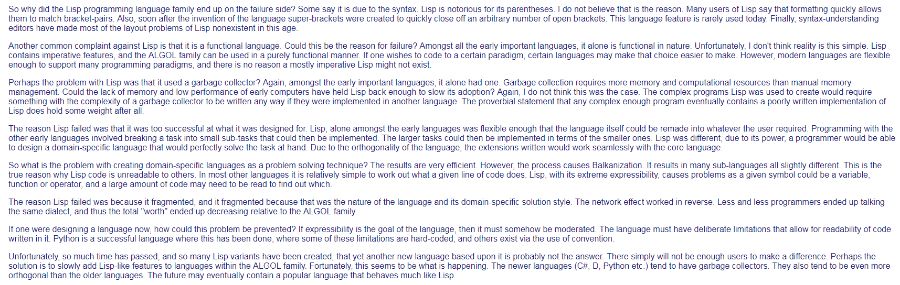 So why did the Lisp programming language family end up on the failure side? Some say it is due to the syntax. Lisp is notorious for its parentheses. I do not believe that is the reason. Many users of Lisp say that formatting quickly allows
them to match bracket-pairs. Also, soon after the invention of the language super-brackets were created to quickly close off an arbitrary number of open brackets. This language feature is rarely used today. Finally, syntax-understanding
editors have made most of the layout problems of Lisp nonexistent in this age.
Another common complaint against Lisp is that it is a functional language. Could this be the reason for failure? Amongst all the early important languages, it alone is functional in nature. Unfortunately, I don't think reality is this simple. Lisp
contains imperative features, and the ALGOL family can be used in a purely functional manner. If one wishes to code to a certain paradigm, certain languages may make that choice easier to make. However, modern languages are flexible
enough to support many programming paradigms, and there is no reason a mostly imperative Lisp might not exist.
Perhaps the problem with Lisp was that it used a garbage collector? Again, amongst the early important languages, it alone had one. Garbage collection requires more memory and computational resources than manual memory
management. Could the lack of memory and low performance of early computers have held Lisp back enough to slow its adoption? Again, I do not think this was the case. The complex programs Lisp was used to create would require
something with the complexity of a garbage collector to be written any way if they were implemented in another language. The proverbial statement that any complex enough program eventually contains a poorly written implementation of
Lisp does hold some weight after all.
The reason Lisp failed was that it was too successful at what it was designed for. Lisp, alone amongst the early languages was flexible enough that the language itself could be remade into whatever the user required. Programming with the
other early languages involved breaking a task into small sub-tasks that could then be implemented. The larger tasks could then be implemented in terms of the smaller ones. Lisp was different, due to its power, a programmer would be able
to design a domain-specific language that would perfectly solve the task at hand. Due to the orthogonality of the language, the extensions written would work seamlessly with the core language.
So what is the problem with creating domain-specific languages as a problem solving technique? The results are very efficient. However, the process causes Balkanization. It results in many sub-languages all slightly different. This is the
true reason why Lisp code is unreadable to others. In most other languages it is relatively simple to work out what a given line of code does. Lisp, with its extreme expressibility, causes problems as a given symbol could be a variable,
function or operator, and a large amount of code may need to be read to find out which.
The reason Lisp failed was because it fragmented, and it fragmented because that was the nature of the language and its domain specific solution style. The network effect worked in reverse. Less and less programmers ended up talking
the same dialect, and thus the total "worth" ended up decreasing relative to the ALGOL family.
If one were designing a language now, how could this problem be prevented? If expressibility is the goal of the language, then it must somehow be moderated. The language must have deliberate limitations that allow for readability of code
written in it. Python is a successful language where this has been done, where some of these limitations are hard-coded, and others exist via the use of convention.
Unfortunately, so much time has passed, and so many Lisp variants have been created, that yet another new language based upon it is probably not the answer. There simply will not be enough users to make a difference. Perhaps the
solution is to slowly add Lisp-like features to languages within the ALGOL family. Fortunately, this seems to be what is happening. The newer languages (C#, D, Python etc.) tend to have garbage collectors. They also tend to be even more
orthogonal than the older languages. The future may eventually contain a popular language that behaves much like Lisp.